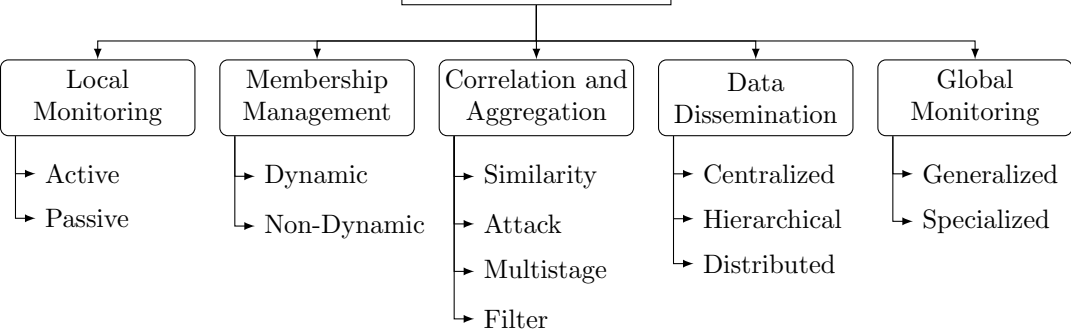 Local
Monitoring
Membership
Management
Correlation and
Aggregation
Data
Dissemination
Global
Monitoring
Active
Passive
Dynamic
Non-Dynamic
Similarity
Attack
Multistage
Filter
Centralized
Hierarchical
Distributed
Generalized
Specialized